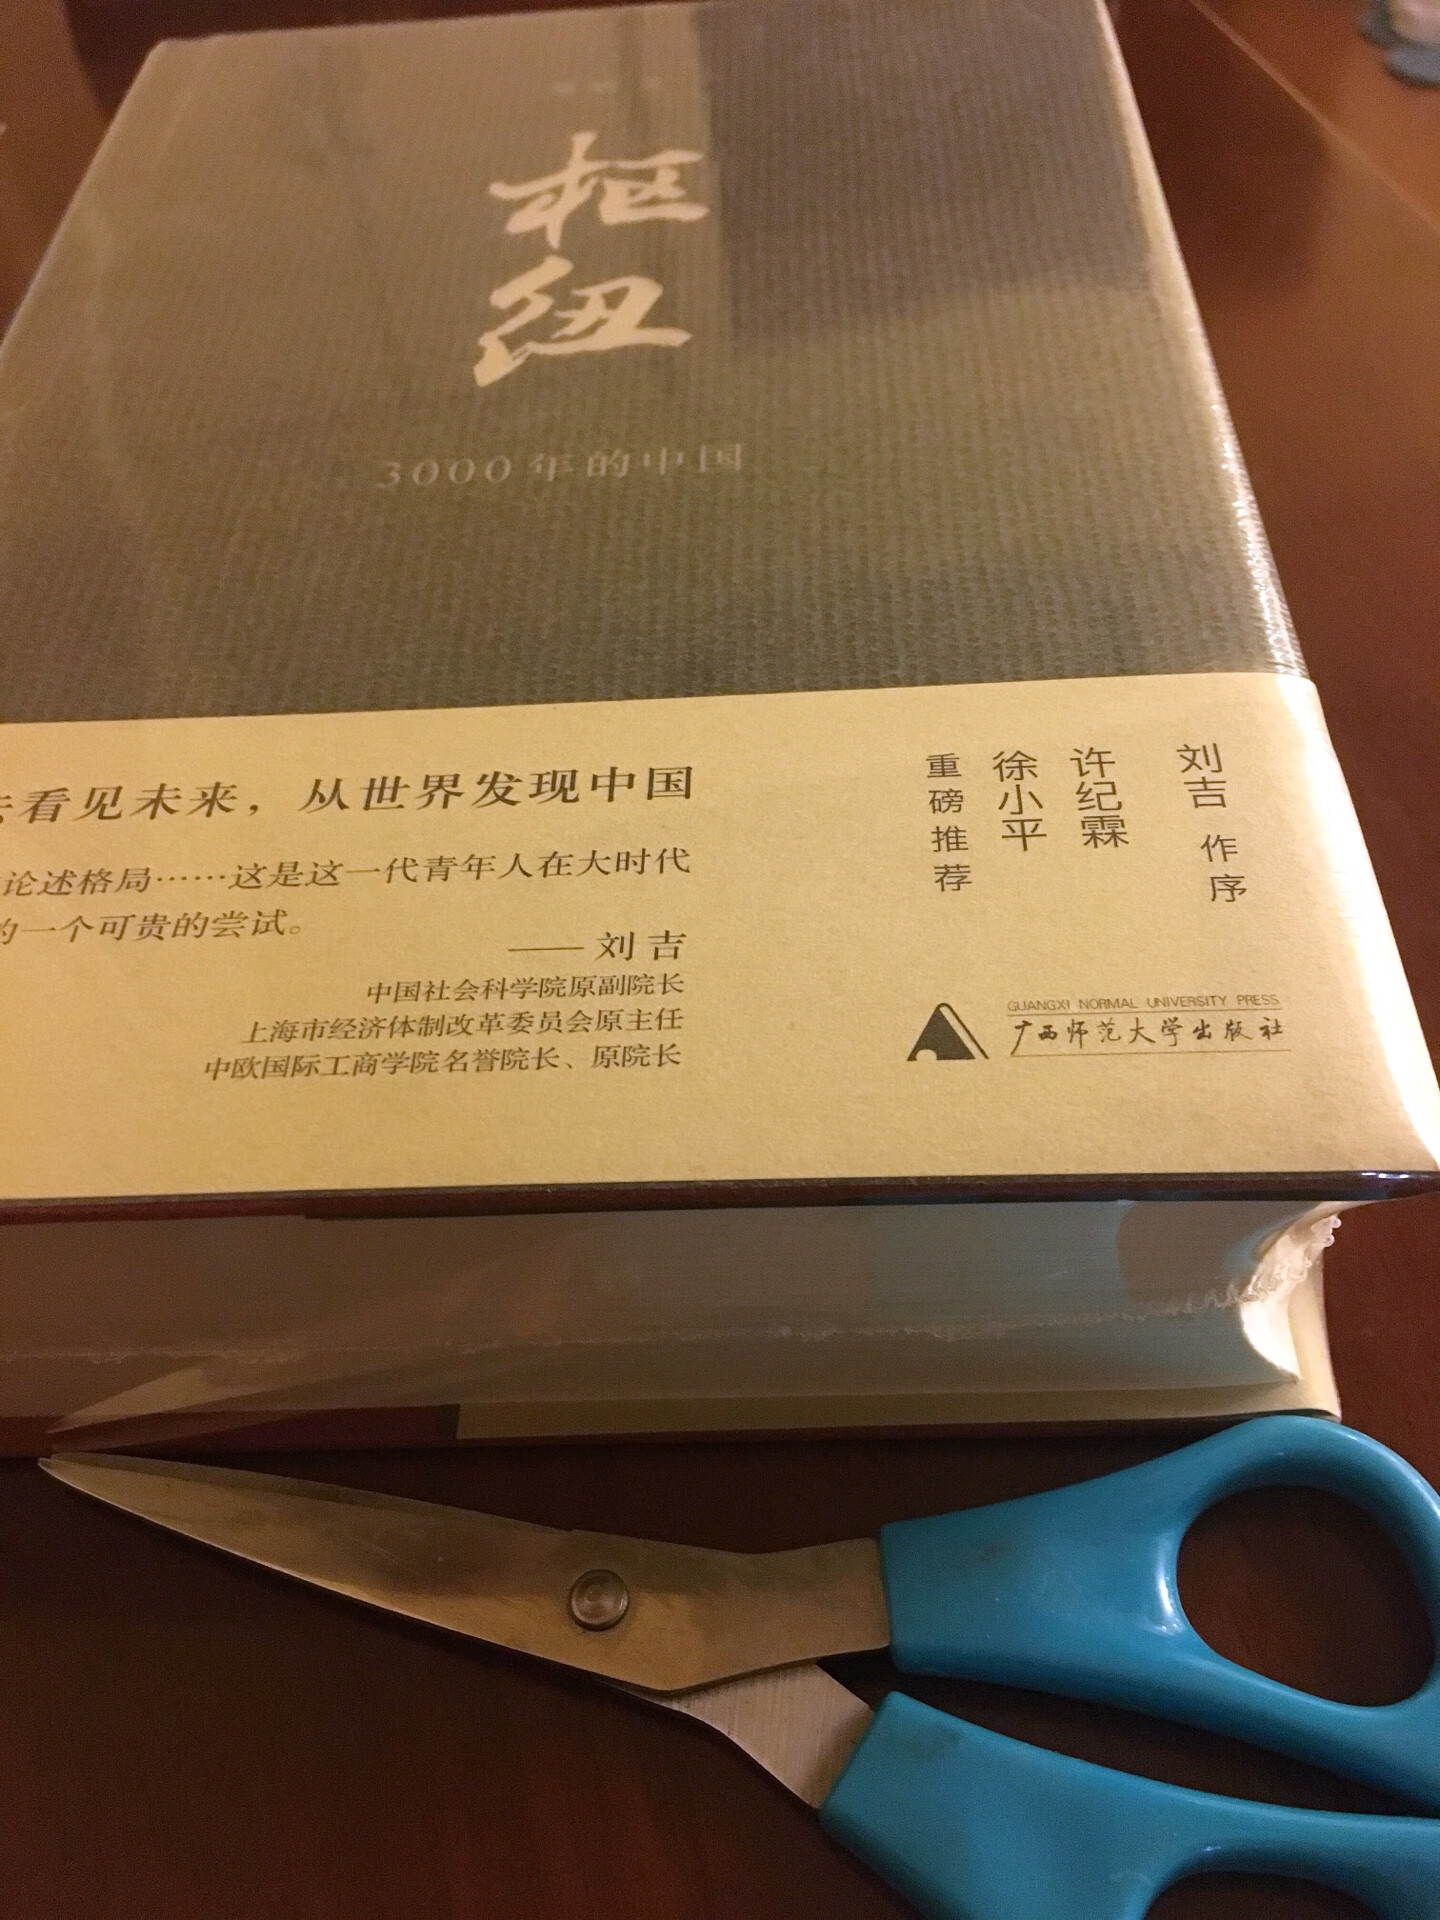 枢纽
3000年的中国
看见未来，从世界发现中国
论述格局……这是这一代青年人在大时代
的一个可贵的尝试。
——刘吉
中国社会科学院原副院长
上海市经济体制改革委员会原主任
中欧国际工商学院名誉院长、原院长
刘吉 作序
许纪霖
徐小平
重磅推荐
GUANGXI NORMAL UNIVERSITY PRESS
广西师范大学出版社